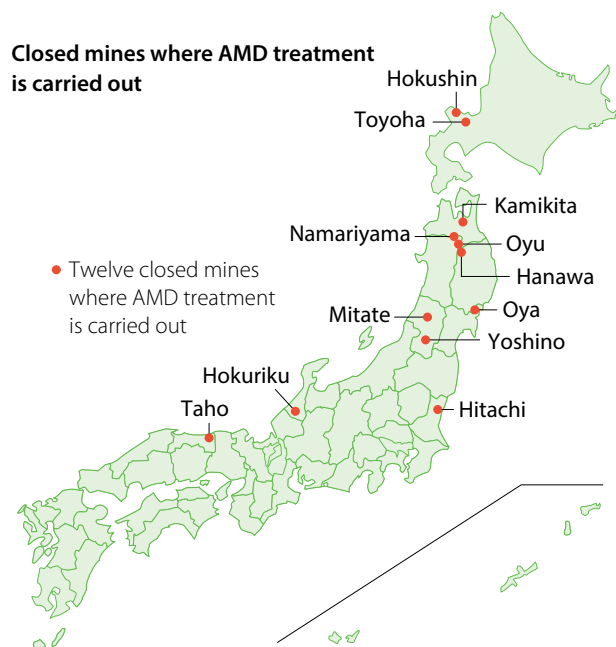 Closed mines where AMD treatment
is carried out
Hokushin
Toyoha
Kamikita
Namariyama
Oyu
Hanawa
Twelve closed mines
where AMD treatment
is carried out
Mitate
Oya
Yoshino
Hokuriku
Taho
Hitachi